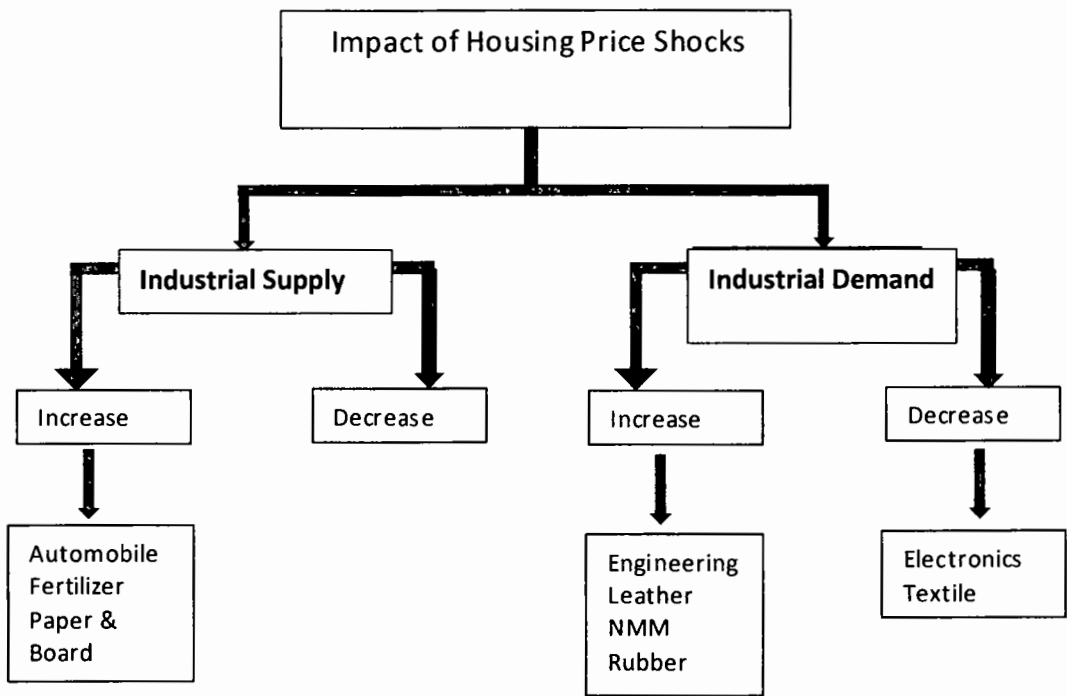 Impact of Housing Price Shocks
Industrial Supply
Industrial Demand
Increase
Decrease
Increase
Decrease
Automobile
Fertilizer
Paper &
Board
Engineering
Leather
NMM
Rubber
Electronics
Textile